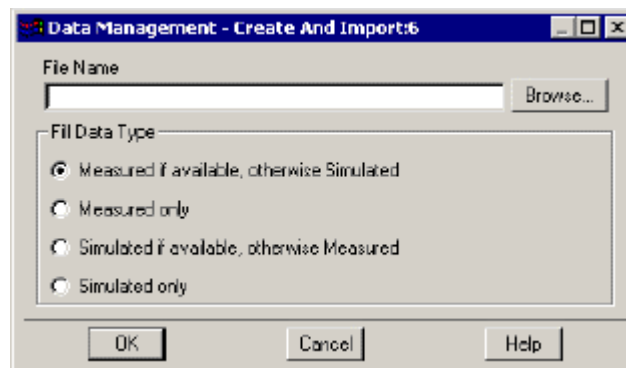 Data Management - Create And Import:6
File Name
Browse...
Fill Data Type
Measured if available, otherwise Simulated
Measured only
Simulated if available, otherwise Measured
Simulated only
OK Cancel Help